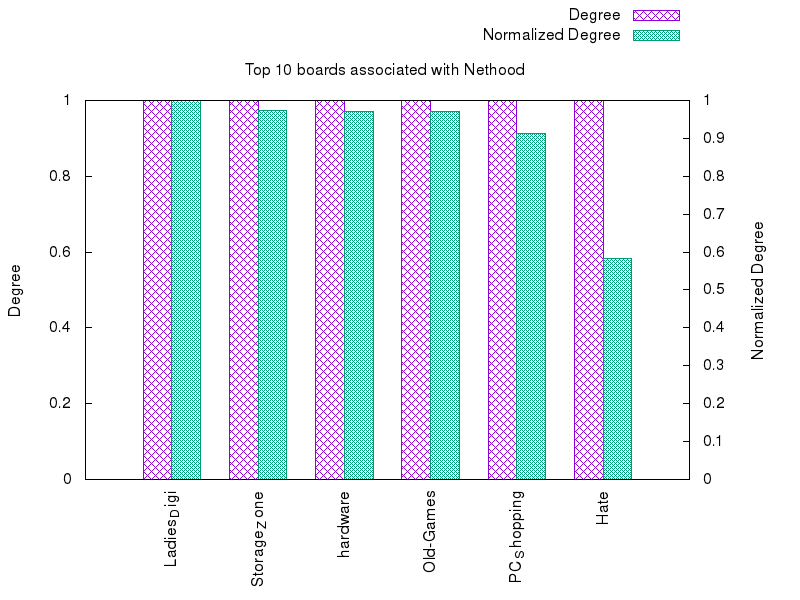 Degree
Normalized Degree
Top 10 boards associated with Nethood
1
0.8
0.6
0.4
0.2
0
1
0.9
0.8
0.7
0.6
0.5
0.4
0.3
0.2
0.1
0
Degree
Normalized Degree
LadiesDigi
StorageZone
hardware
Old-Games
PCShopping
Hate